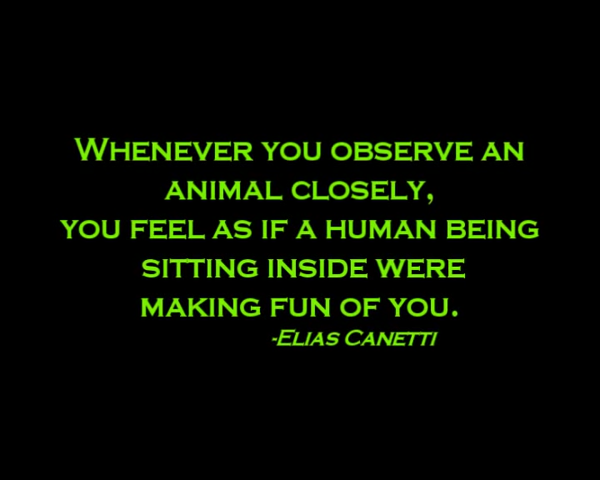 Whenever you observe an
animal closely,
you feel as if a human being
sitting inside were
making fun of you.
-Elias Canetti